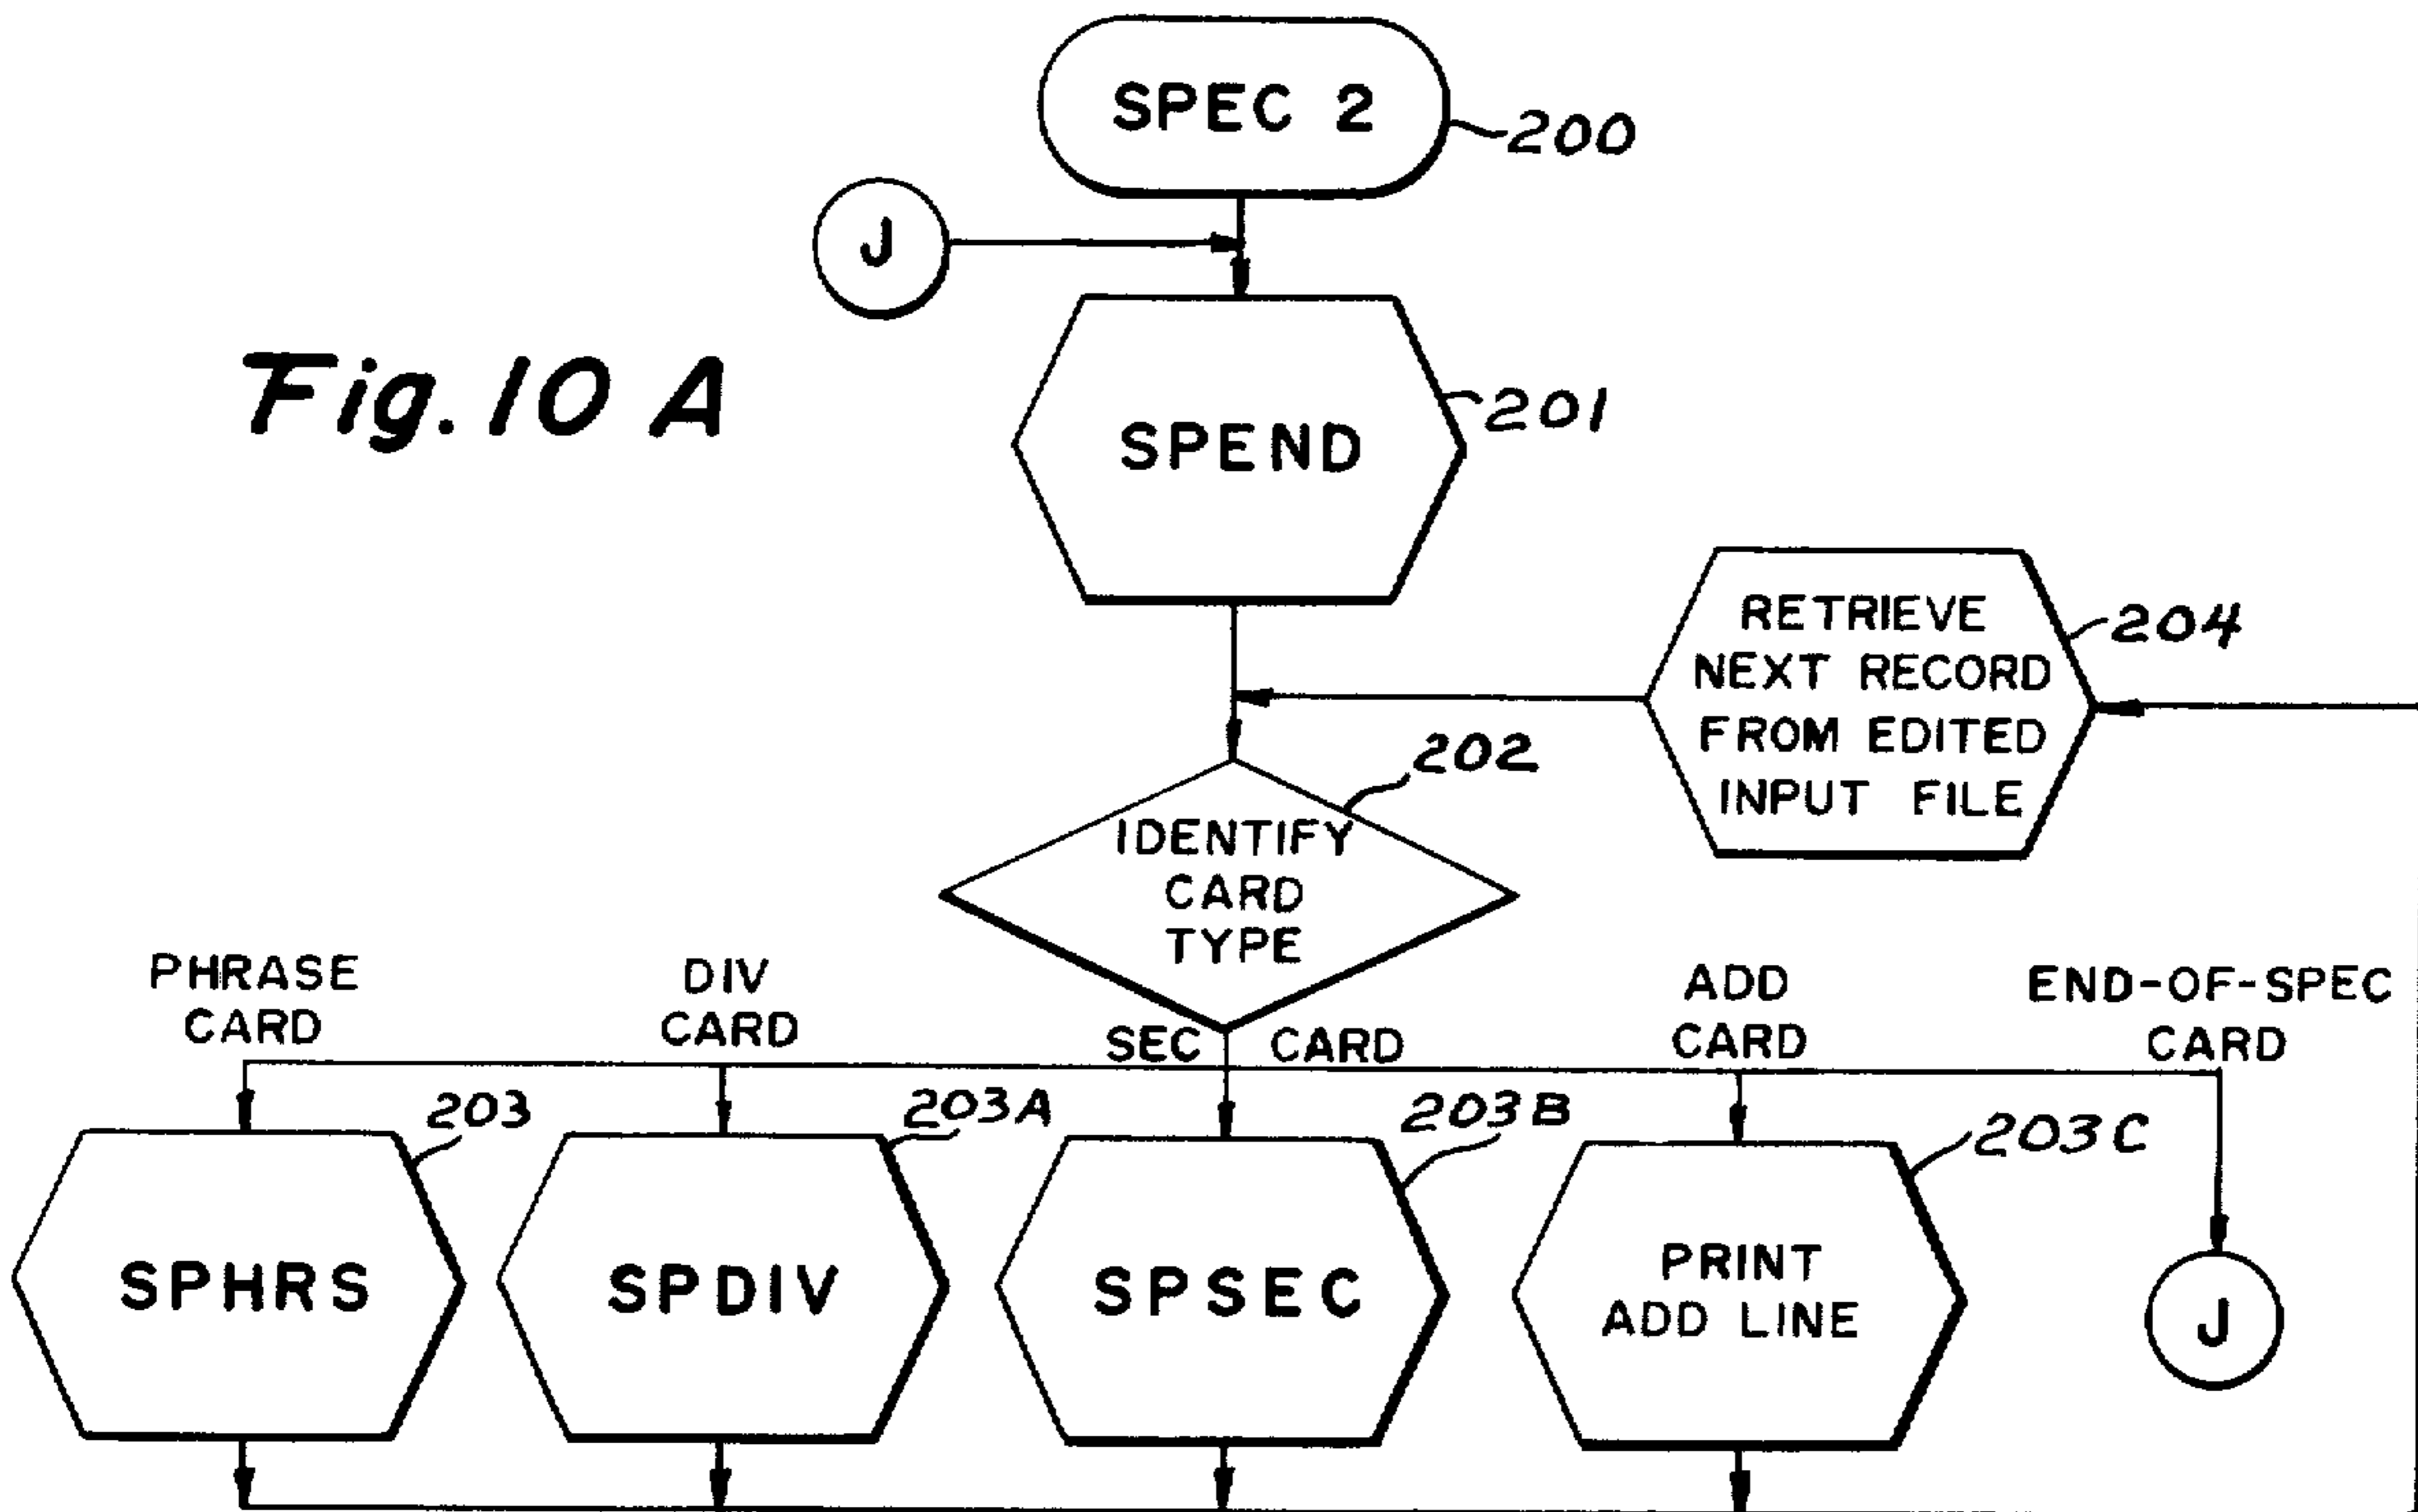 SPEC 2
200
J
Fig. 10 A
SPEND
201
RETRIEVE
NEXT RECORD
FROM EDITED
INPUT FILE
204
202
IDENTIFY
CARD
TYPE
PHRASE
CARD
DIV
CARD
SEC CARD
ADD
CARD
END-OF-SPEC
CARD
203
203A
203B
203C
SPHRS
SPDIV
SPSEC
PRINT
ADD LINE
J